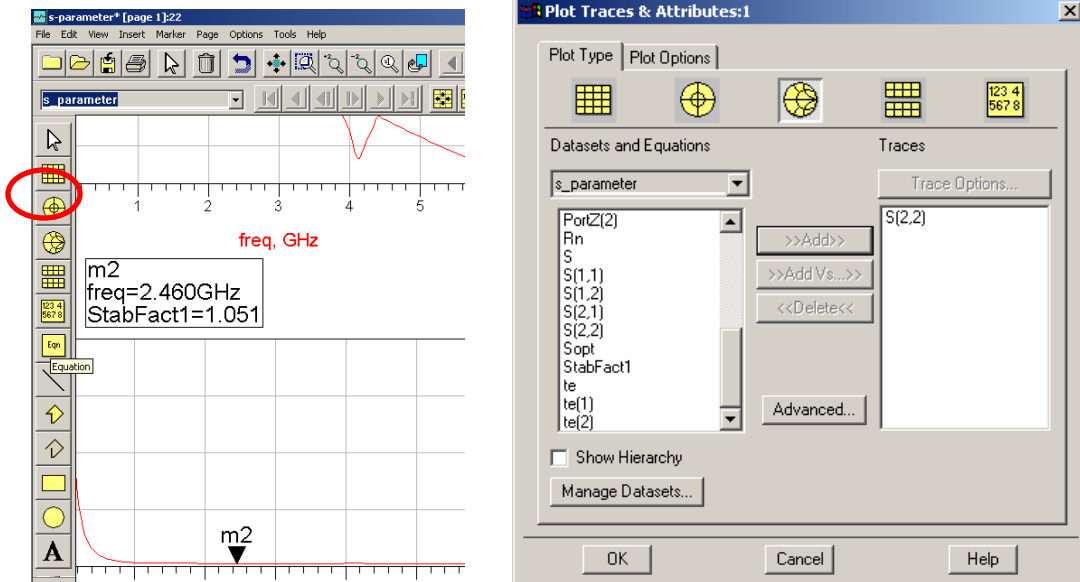 s-parameter* [page 1]:22
File Edit View Insert Marker Page Options Tools Help
s_parameter
1 2 3 4 5
freq, GHz
m2
freq=2.460GHz
StabFact1=1.051
123 4
567 8
Eqn
Equation
A
m2
Plot Traces & Attributes:1
Plot Type Plot Options
123 4
567 8
Datasets and Equations
Traces
s_parameter
Trace Options...
PortZ(2)
Rn
S
S(1,1)
S(1,2)
S(2,1)
S(2,2)
Sopt
StabFact1
te
te(1)
te(2)
>>Add>>
>>Add Vs...>>
<<Delete<<
Advanced...
S(2,2)
Show Hierarchy
Manage Datasets...
OK Cancel Help